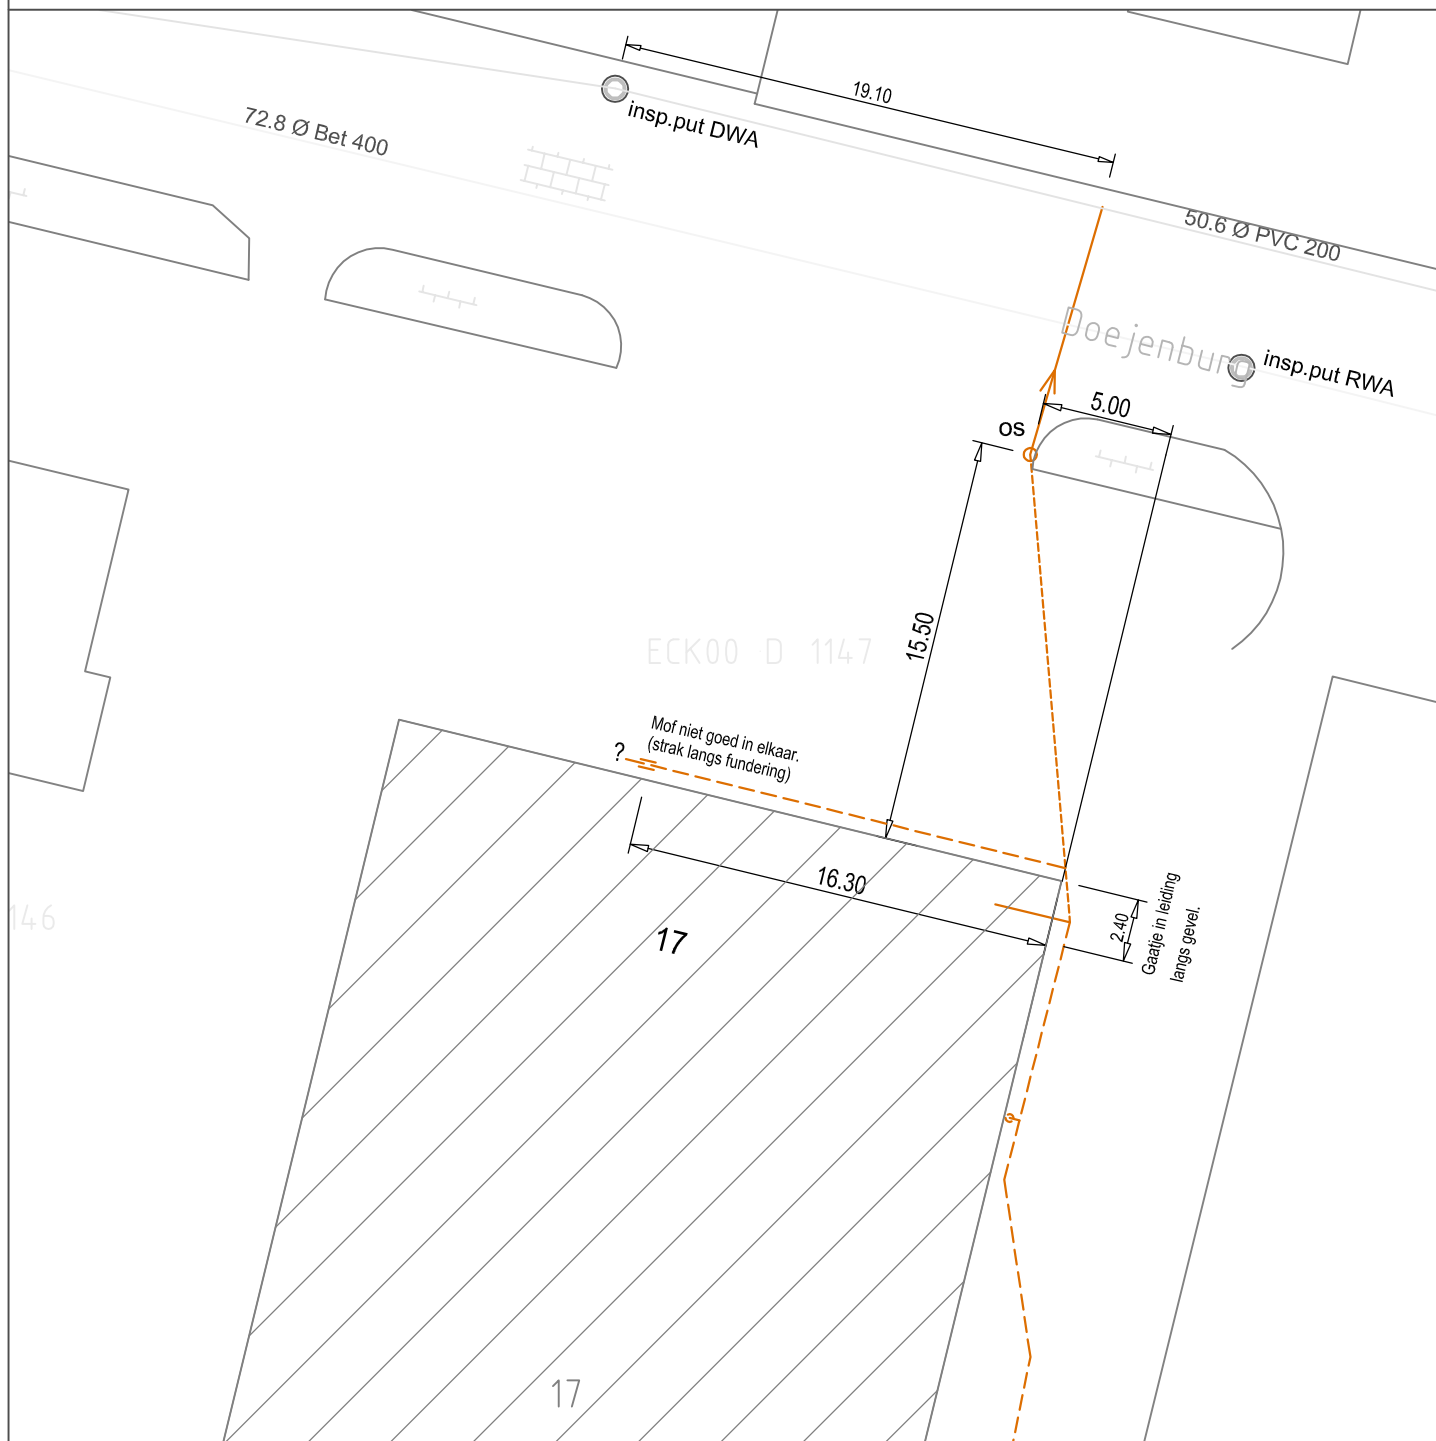 19.10
insp.put DWA
72.8 Ø Bet 400
50.6 Ø PVC 200
Doejenburg
insp.put RWA
5.00
os
15.50
ECK00 D 1147
Mof niet goed in elkaar.
(strak langs fundering)
?
16.30
2.40
Gaatje in leiding
langs gevel.
146
17
17